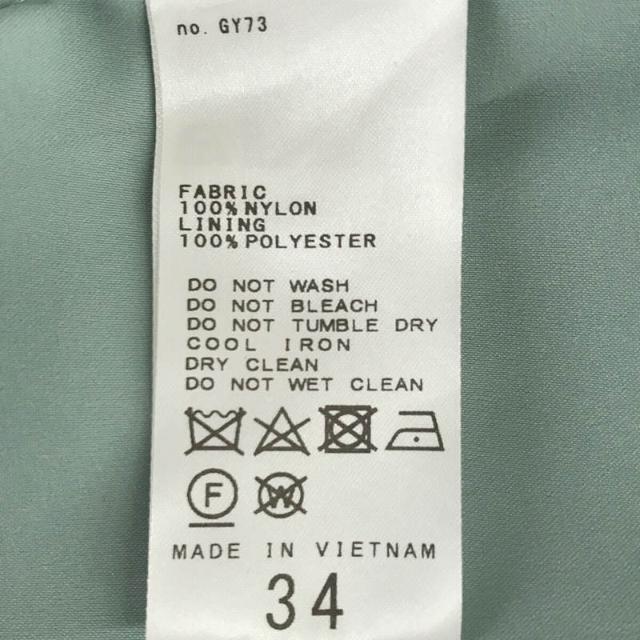 no. GY73
FABRIC
100% NYLON
LINING
100% POLYESTER
DO NOT WASH
DO NOT BLEACH
DO NOT TUMBLE DRY
COOL IRON
DRY CLEAN
DO NOT WET CLEAN
F W
MADE IN VIETNAM
34